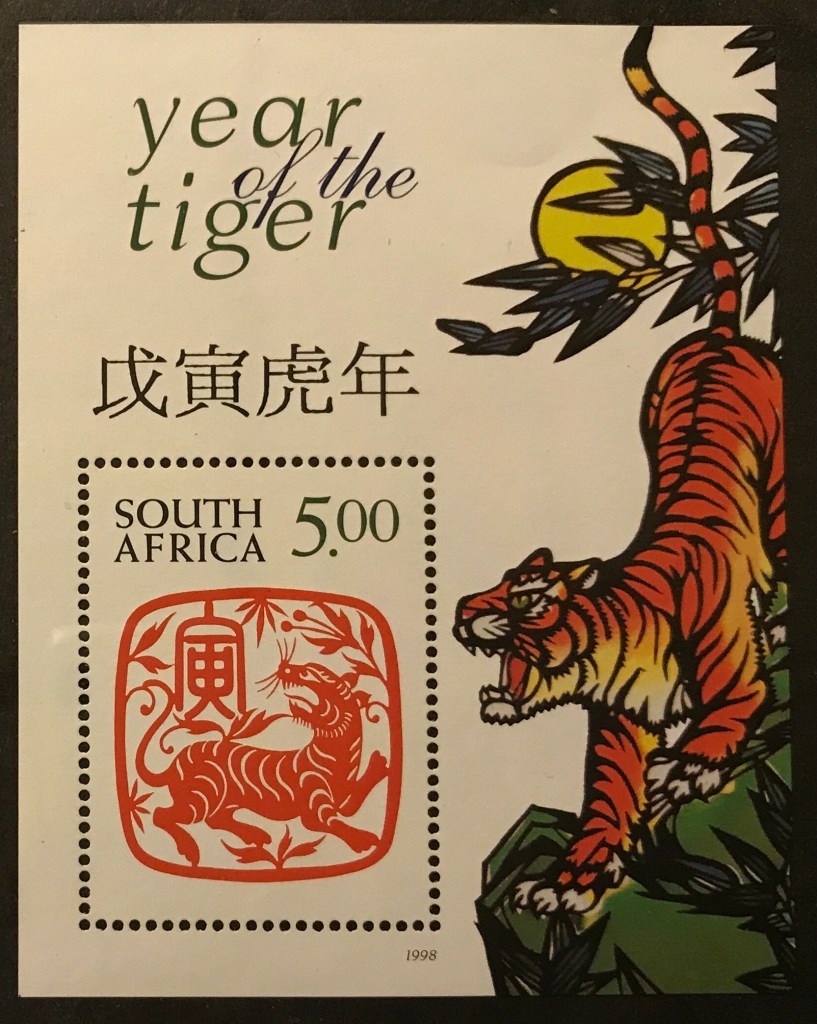 year
of the
tiger
戊寅虎年
SOUTH
AFRICA
5.00
寅
1998